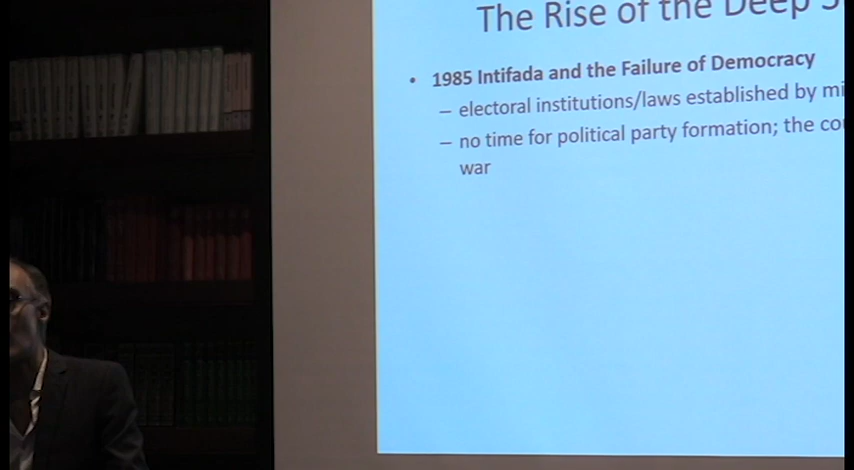 The Rise of the Deep
• 1985 Intifada and the Failure of Democracy
– electoral institutions/laws established by
– no time for political party formation; the
war